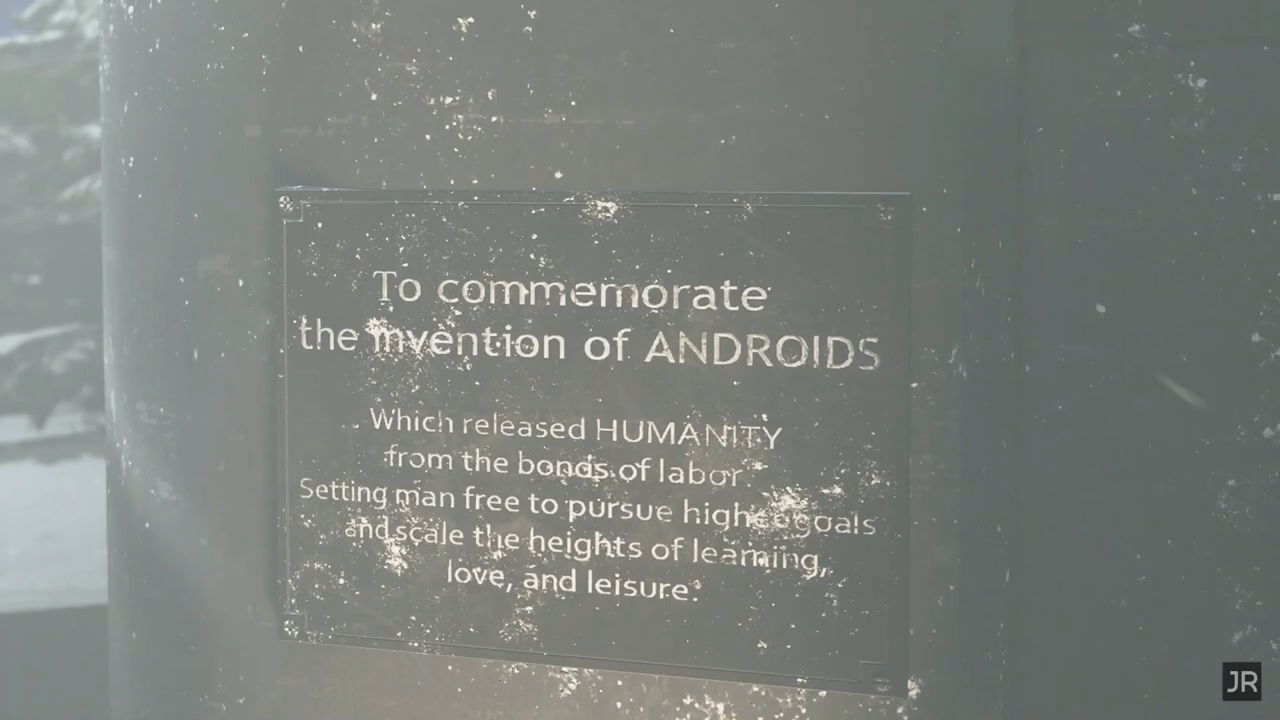 To commemorate
the invention of ANDROIDS
Which released HUMANITY
from the bonds of labor.
Setting man free to pursue higher goals
and scale the heights of learning,
love, and leisure.
JR